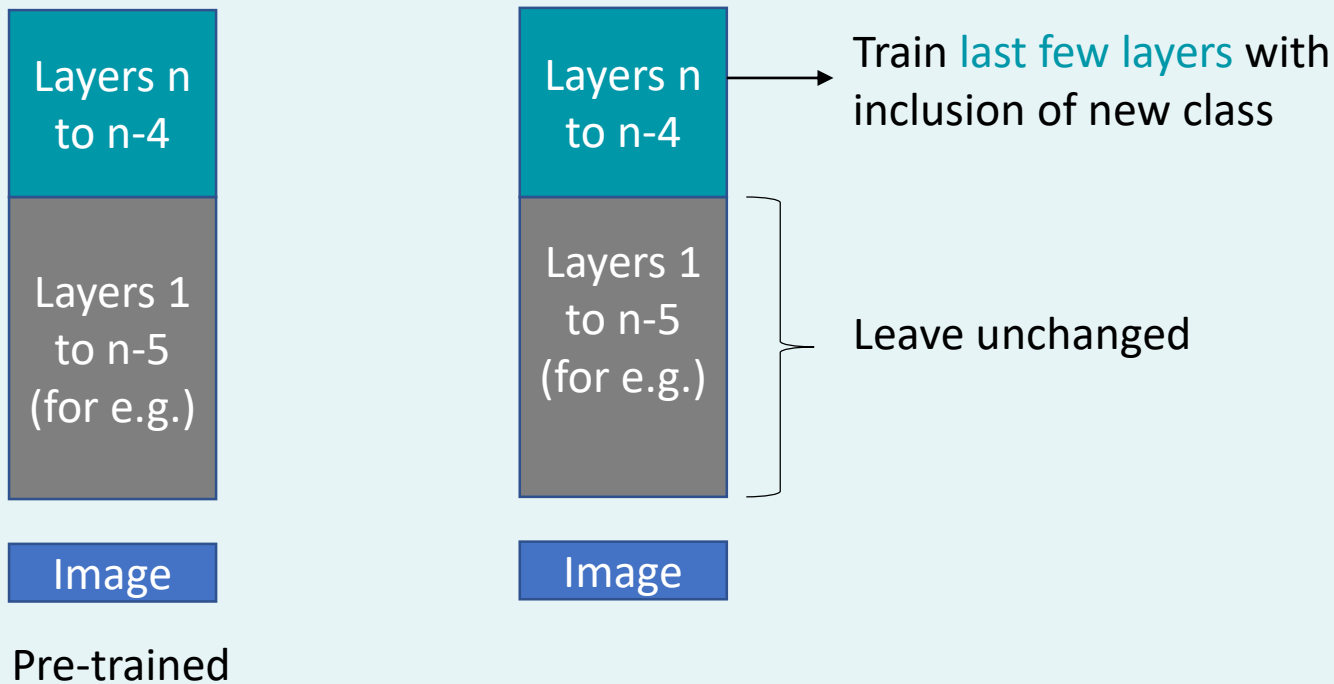 Layers n
to n-4
Layers 1
to n-5
(for e.g.)
Image
Pre-trained
Layers n
to n-4
Layers 1
to n-5
(for e.g.)
Image
Train last few layers with
inclusion of new class
Leave unchanged